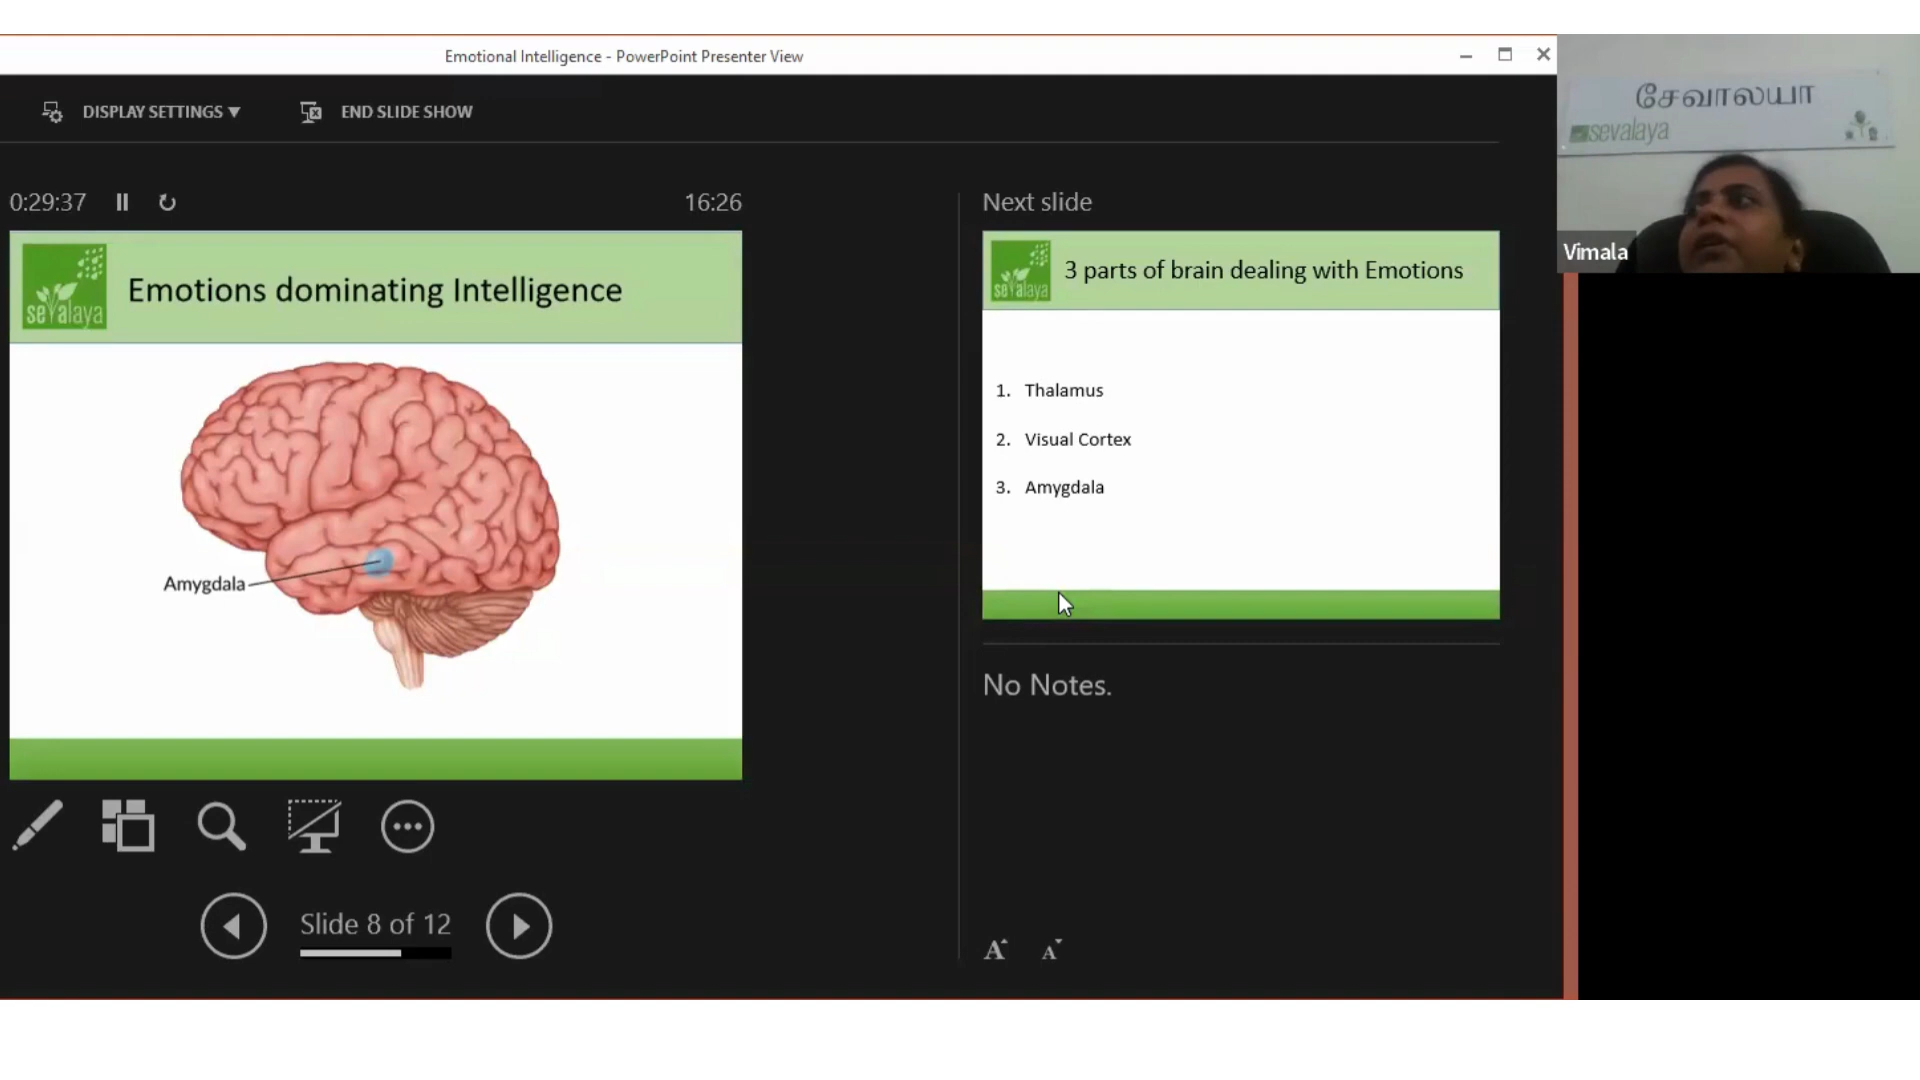 Emotional Intelligence - PowerPoint Presenter View
DISPLAY SETTINGS ▼
END SLIDE SHOW
0:29:37
16:26
sevalaya
Emotions dominating Intelligence
Amygdala
Slide 8 of 12
Next slide
sevalaya
3 parts of brain dealing with Emotions
1. Thalamus
2. Visual Cortex
3. Amygdala
No Notes.
A A
சேவாலயா
sevalaya
Vimala